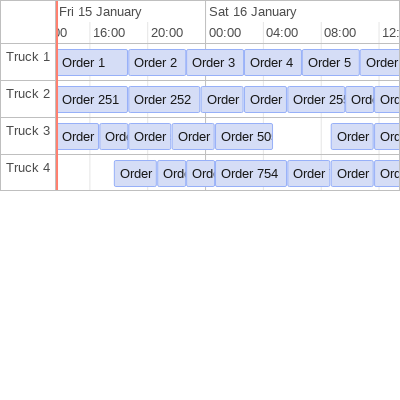 Fri 15 January Sat 16 January
00 16:00 20:00 00:00 04:00 08:00 12:
Truck 1 Order 1 Order 2 Order 3 Order 4 Order 5 Order
Truck 2 Order 251 Order 252 Order Order Order 25 Ord Ord
Truck 3 Order Ord Order Order Order 50 Order Ord
Truck 4 Order Ord Ord Order 754 Order Order Ord